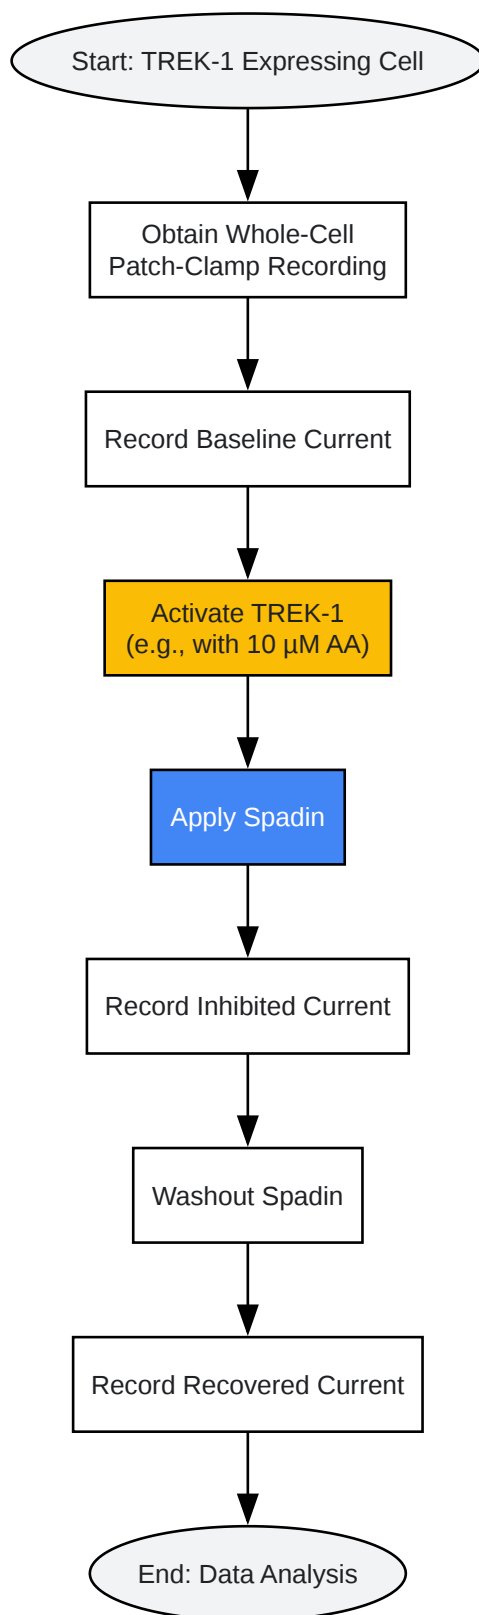 Start: TREK-1 Expressing Cell
Obtain Whole-Cell
Patch-Clamp Recording
Record Baseline Current
Activate TREK-1
(e.g., with 10 µM AA)
Apply Spadin
Record Inhibited Current
Washout Spadin
Record Recovered Current
End: Data Analysis